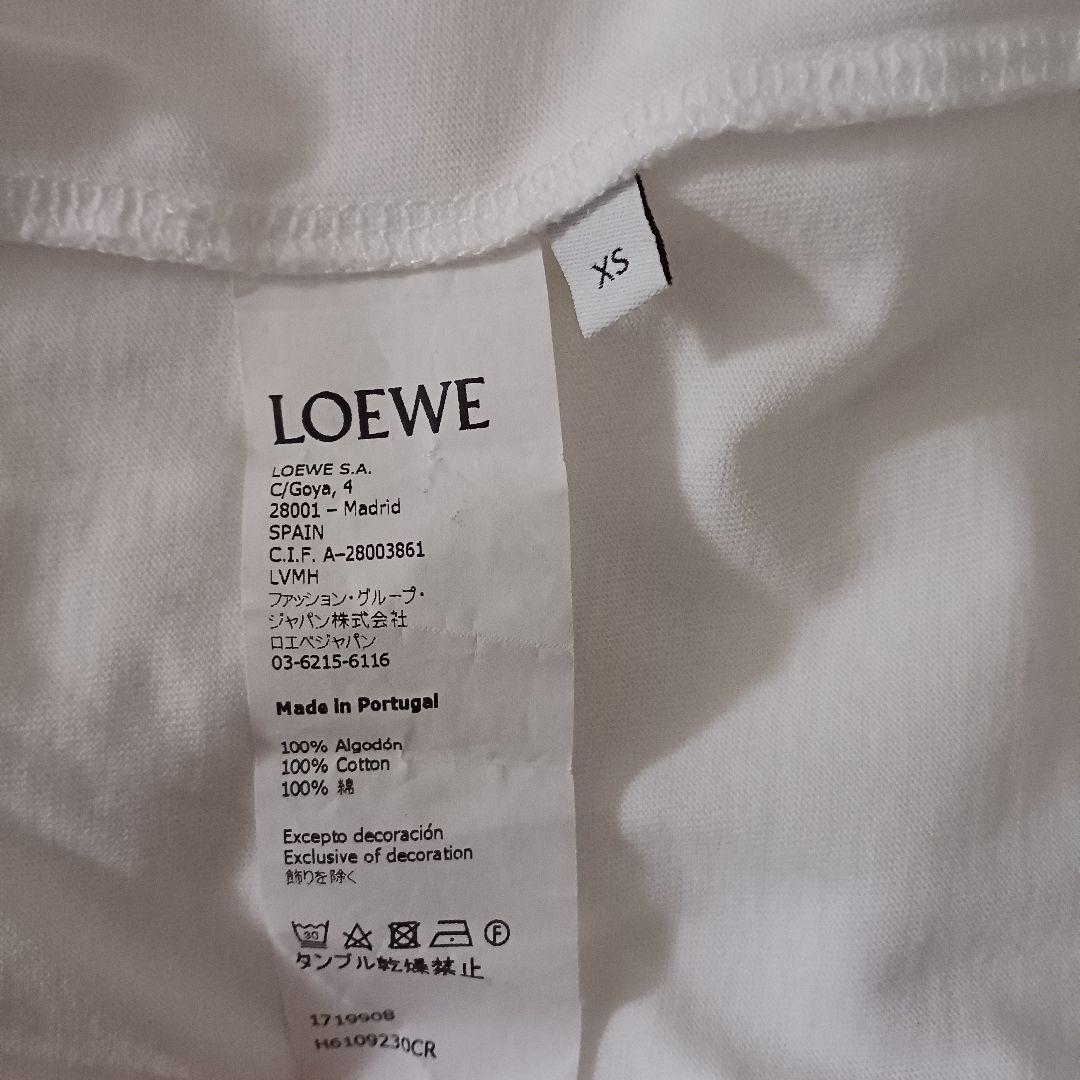 XS
LOEWE
LOEWE S.A.
C/Goya, 4
28001 – Madrid
SPAIN
C.I.F. A-28003861
LVMH
ファッション・グループ・
ジャパン株式会社
ロエベジャパン
03-6215-6116
Made in Portugal
100% Algodón
100% Cotton
100% 綿
Excepto decoración
Exclusive of decoration
飾りを除く
30 F
タンブル乾燥禁止
1719908
H6109230CR